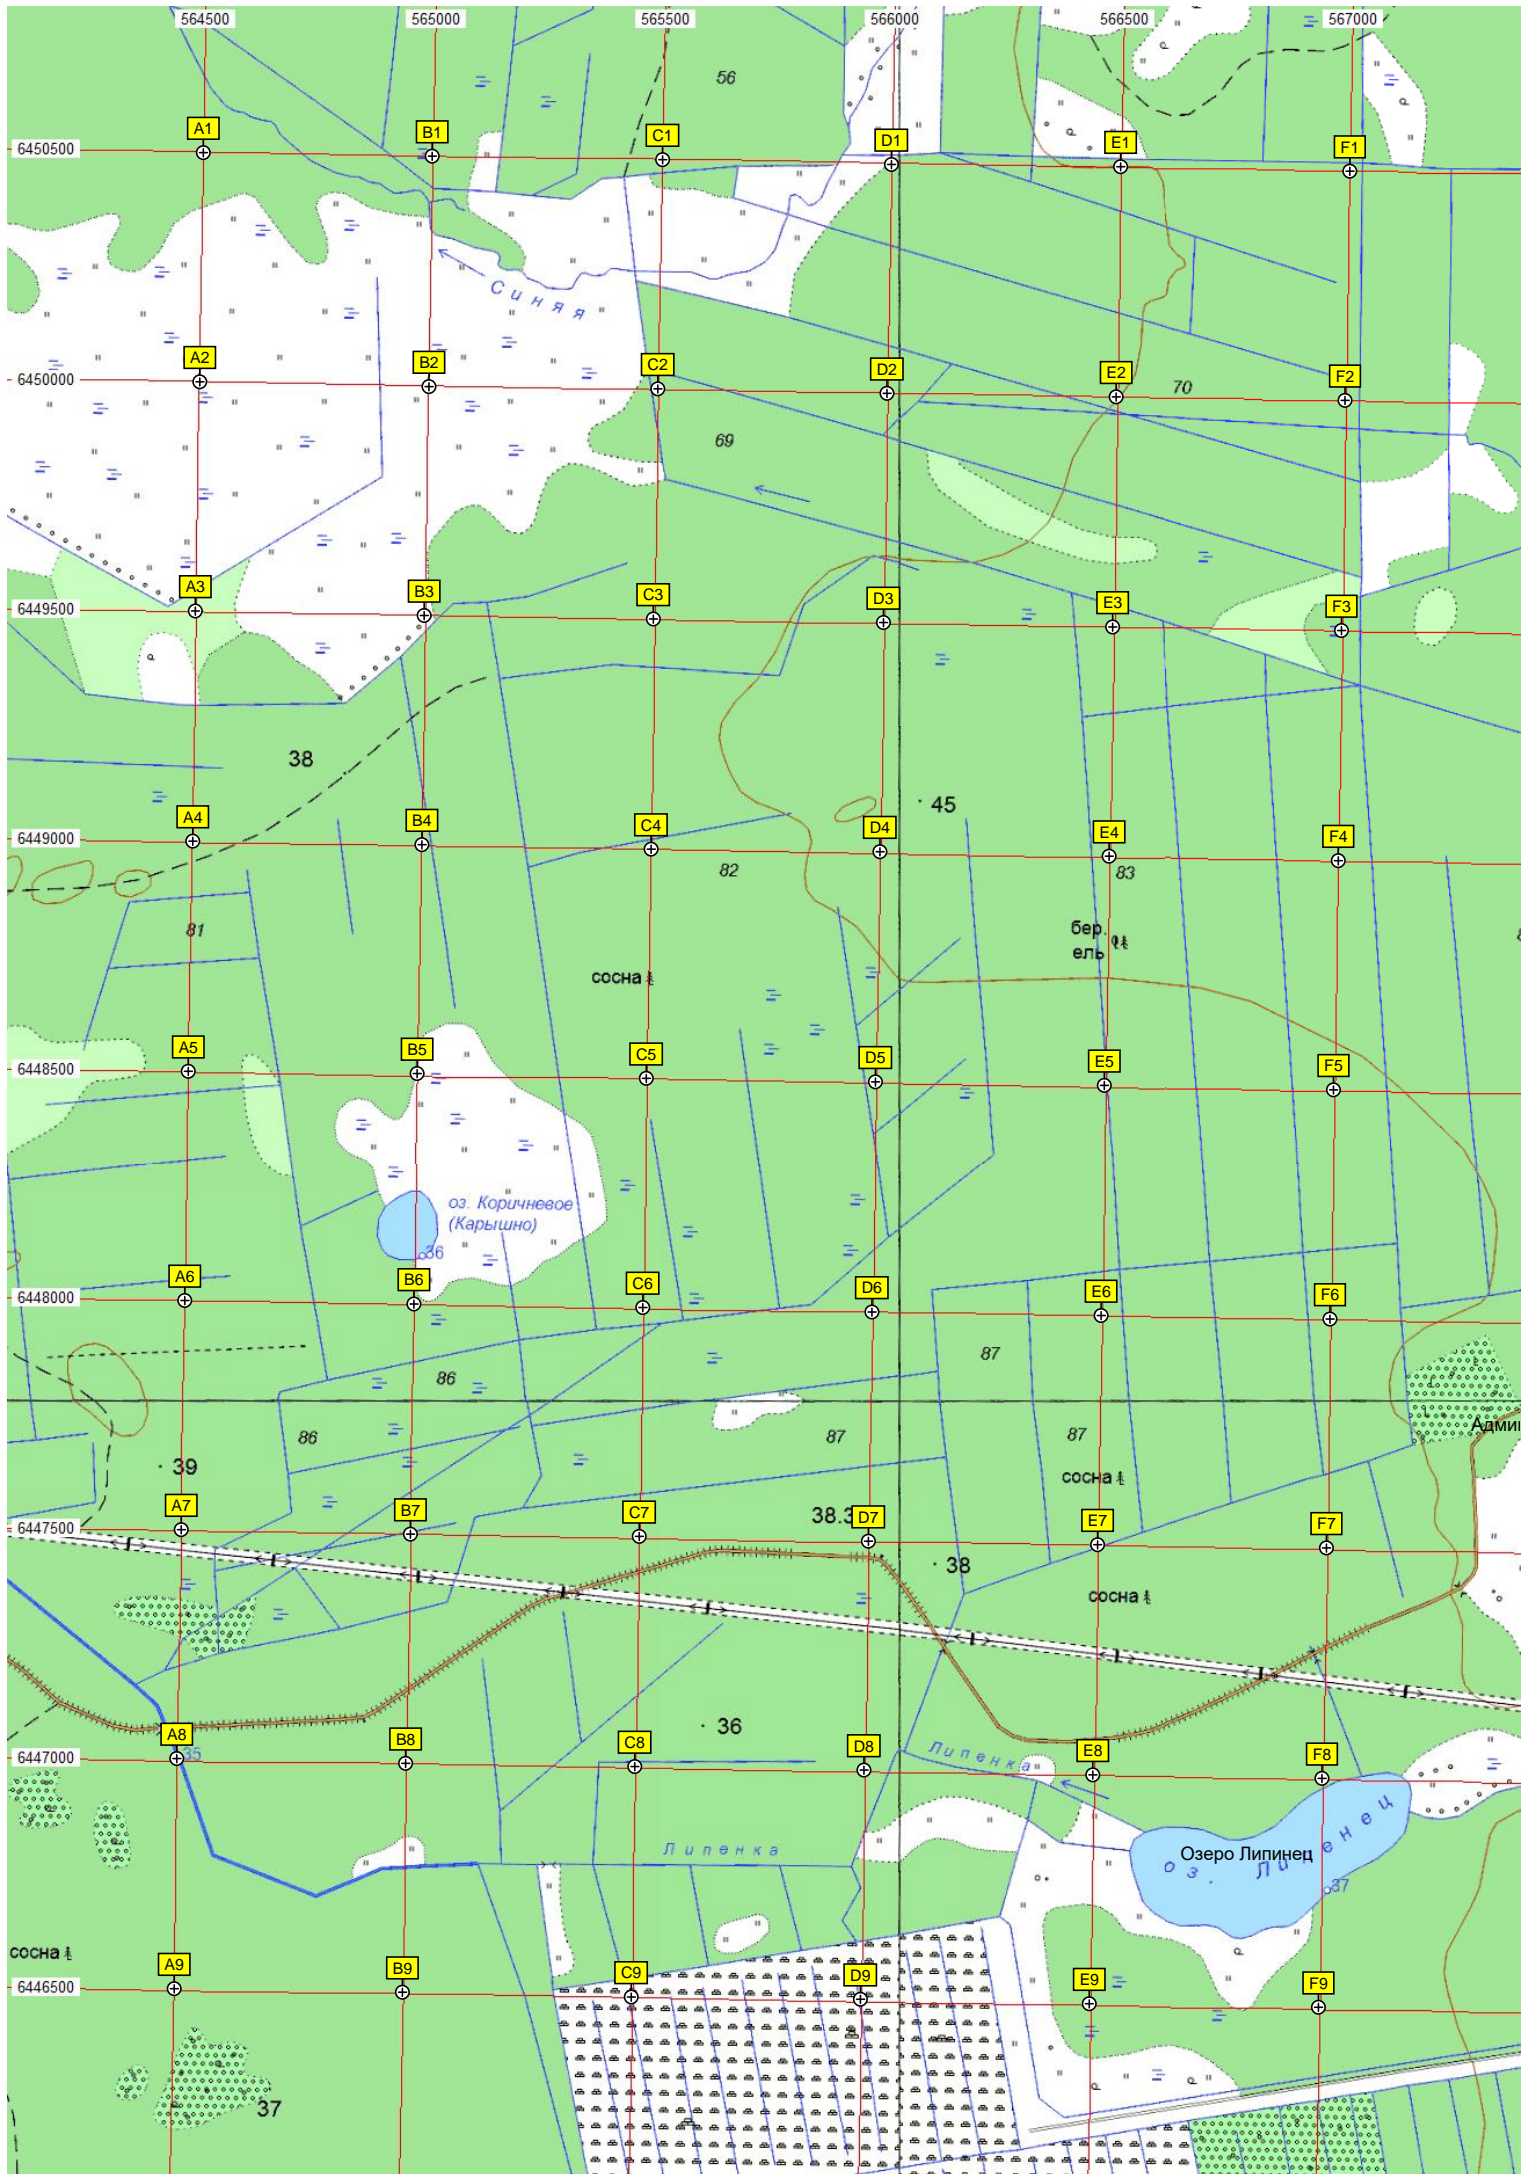 564500 565000 565500 566000 566500 567000
56
A1 B1 C1 D1 E1 F1
6450500
Синяя
A2 B2 C2 D2 E2 F2
6450000
70
69
A3 B3 C3 D3 E3 F3
6449500
38
45
A4 B4 C4 D4 E4 F4
6449000
82
83
81
бер.
ель
сосна
A5 B5 C5 D5 E5 F5
6448500
оз. Коричневое
(Карышно)
36
A6 B6 C6 D6 E6 F6
6448000
87
86
86
87
87
Админ
39
сосна
A7 B7 C7 D7 E7 F7
38.3
6447500
38
сосна
36
A8 B8 C8 D8 E8 F8
6447000
35
Липенка
Липенка
Озеро Липинец
оз. Липенец
37
сосна
A9 B9 C9 D9 E9 F9
6446500
37